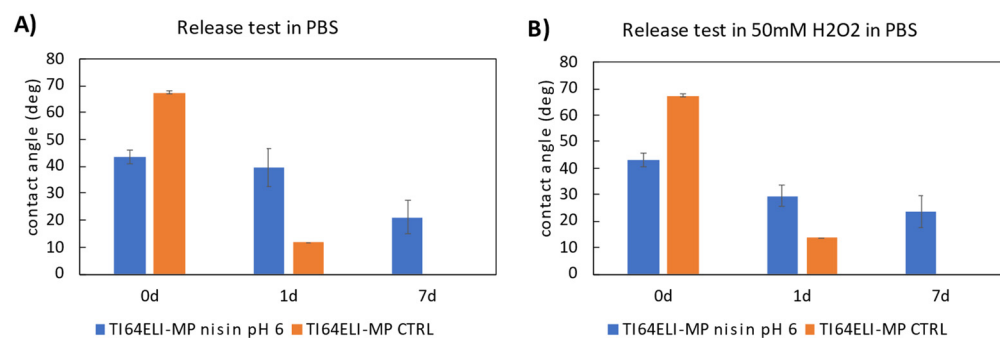 A)
Release test in PBS
contact angle (deg)
80
70
60
50
40
30
20
10
0
0d 1d 7d
TI64ELI-MP nisin pH 6 TI64ELI-MP CTRL
B)
Release test in 50mM H2O2 in PBS
contact angle (deg)
80
70
60
50
40
30
20
10
0
0d 1d 7d
TI64ELI-MP nisin pH 6 TI64ELI-MP CTRL